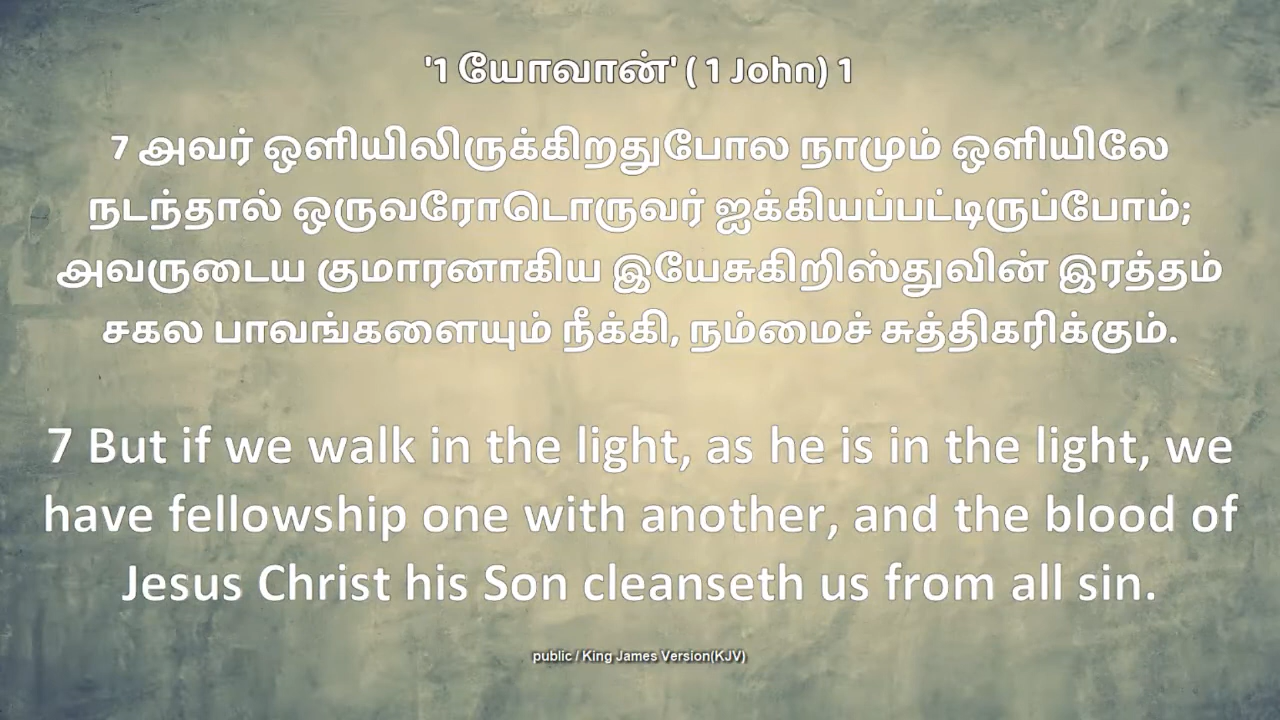 '1 யோவான்' ( 1 John) 1
7 அவர் ஒளியிலிருக்கிறதுபோல நாமும் ஒளியிலே
நடந்தால் ஒருவரோடொருவர் ஐக்கியப்பட்டிருப்போம்;
அவருடைய குமாரனாகிய இயேசுகிறிஸ்துவின் இரத்தம்
சகல பாவங்களையும் நீக்கி, நம்மைச் சுத்திகரிக்கும்.
7 But if we walk in the light, as he is in the light, we
have fellowship one with another, and the blood of
Jesus Christ his Son cleanseth us from all sin.
public / King James Version(KJV)